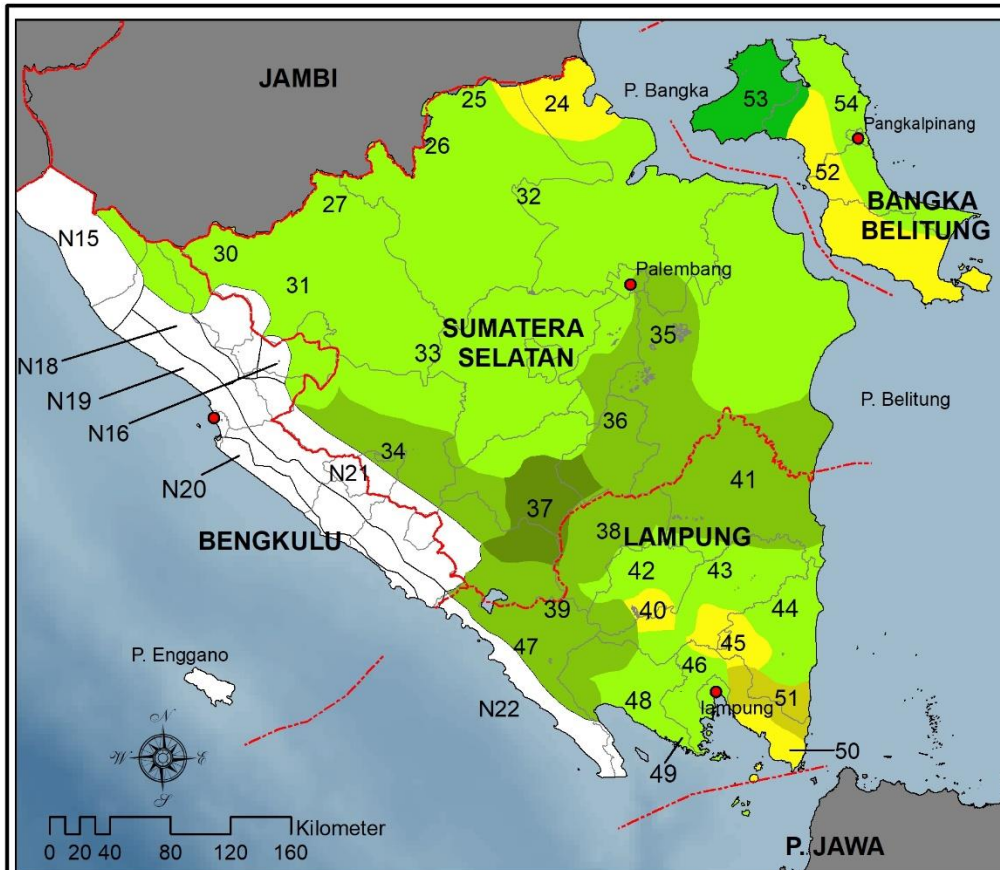 JAMBI
25
24
P. Bangka
53
54
Pangkalpinang
26
52
27
32
BANGKA
BELITUNG
N15
30
31
Palembang
SUMATERA
SELATAN
35
33
N18
N19
N16
P. Belitung
36
34
N20
N21
41
37
BENGKULU
38
LAMPUNG
42
43
39
40
44
45
47
46
P. Enggano
48
lampung
51
N22
49
50
N
W
E
S
Kilometer
0 20 40 80 120 160
P. JAWA